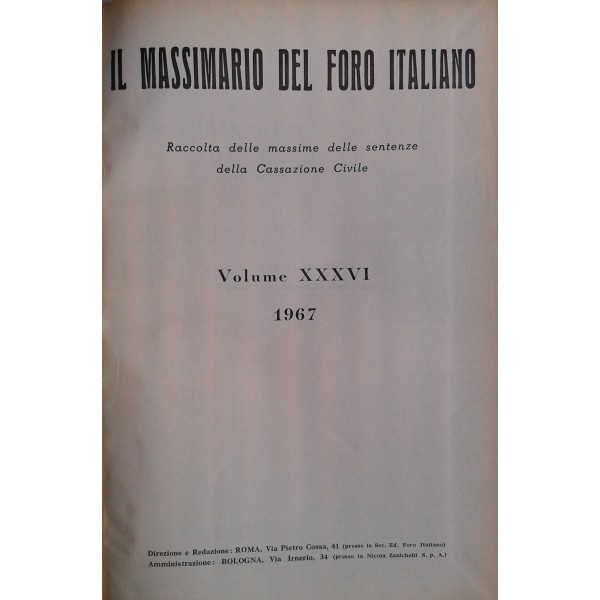 IL MASSIMARIO DEL FORO ITALIANO
Raccolta delle massime delle sentenze
della Cassazione Civile
Volume XXXVI
1967
Direzione e Redazione: ROMA, Via Pietro Cossa, 41 (presso la Soc. Ed. Foro Italiano)
Amministrazione: BOLOGNA, Via Irnerio, 34 (presso la Nicola Zanichelli S. p. A.)